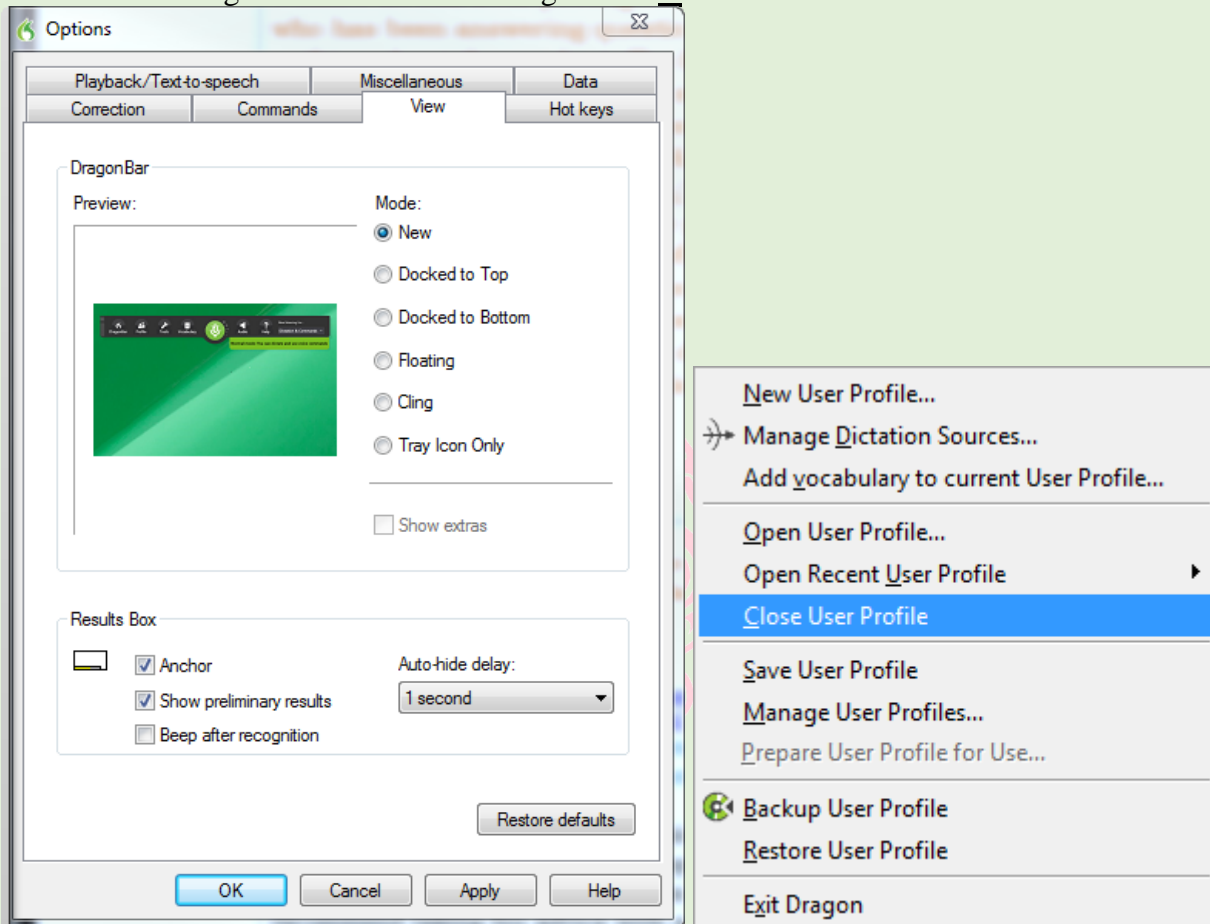 Options
Playback/Text-to-speech Miscellaneous Data
Correction Commands View Hot keys
DragonBar
Preview:
Mode:
New
Docked to Top
Docked to Bottom
Floating
Cling
Tray Icon Only
Show extras
Results Box
Anchor
Show preliminary results
Beep after recognition
Auto-hide delay:
1 second
Restore defaults
OK Cancel Apply Help
New User Profile...
Manage Dictation Sources...
Add vocabulary to current User Profile...
Open User Profile...
Open Recent User Profile
Close User Profile
Save User Profile
Manage User Profiles...
Prepare User Profile for Use...
Backup User Profile
Restore User Profile
Exit Dragon